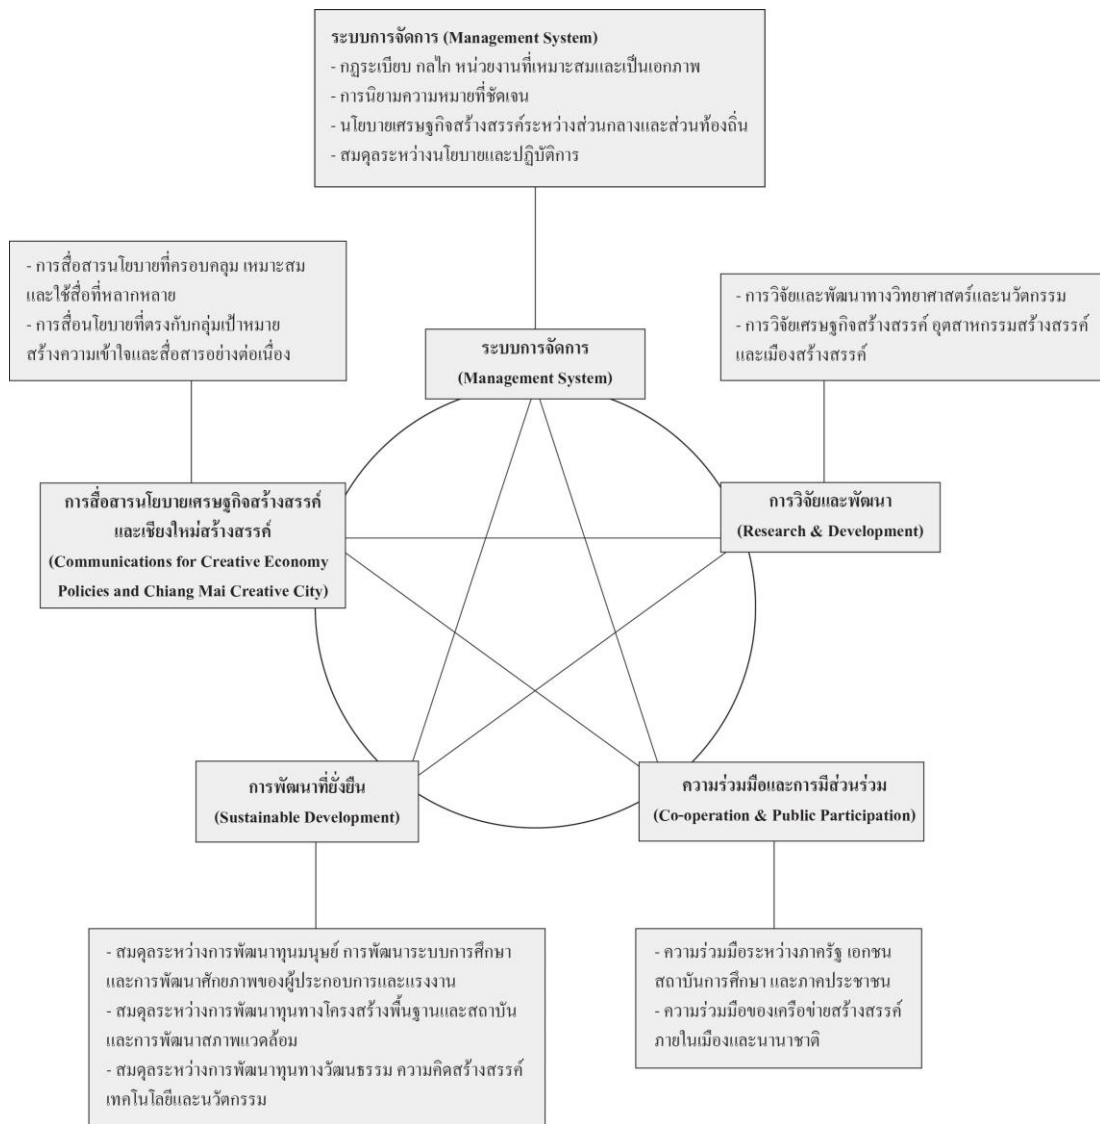 ระบบการจัดการ (Management System)
- กฎระเบียบ กลไก หน่วยงานที่เหมาะสมและเป็นเอกภาพ
- การนิยามความหมายที่ชัดเจน
- นโยบายเศรษฐกิจสร้างสรรค์ระหว่างส่วนกลางและส่วนท้องถิ่น
- สมดุลระหว่างนโยบายและปฏิบัติการ
- การสื่อสารนโยบายที่ครอบคลุม เหมาะสม
และใช้สื่อที่หลากหลาย
- การสื่อนโยบายที่ตรงกับกลุ่มเป้าหมาย
สร้างความเข้าใจและสื่อสารอย่างต่อเนื่อง
- การวิจัยและพัฒนาทางวิทยาศาสตร์และนวัตกรรม
- การวิจัยเศรษฐกิจสร้างสรรค์ อุตสาหกรรมสร้างสรรค์
และเมืองสร้างสรรค์
ระบบการจัดการ
(Management System)
การสื่อสารนโยบายเศรษฐกิจสร้างสรรค์
และเชียงใหม่สร้างสรรค์
(Communications for Creative Economy
Policies and Chiang Mai Creative City)
การวิจัยและพัฒนา
(Research & Development)
การพัฒนาที่ยั่งยืน
(Sustainable Development)
ความร่วมมือและการมีส่วนร่วม
(Co-operation & Public Participation)
- สมดุลระหว่างการพัฒนาทุนมนุษย์ การพัฒนาระบบการศึกษา
และการพัฒนาศักยภาพของผู้ประกอบการและแรงงาน
- สมดุลระหว่างการพัฒนาทุนทางโครงสร้างพื้นฐานและสถาบัน
และการพัฒนาสภาพแวดล้อม
- สมดุลระหว่างการพัฒนาทุนทางวัฒนธรรม ความคิดสร้างสรรค์
เทคโนโลยีและนวัตกรรม
- ความร่วมมือระหว่างภาครัฐ เอกชน
สถาบันการศึกษา และภาคประชาชน
- ความร่วมมือของเครือข่ายสร้างสรรค์
ภายในเมืองและนานาชาติ